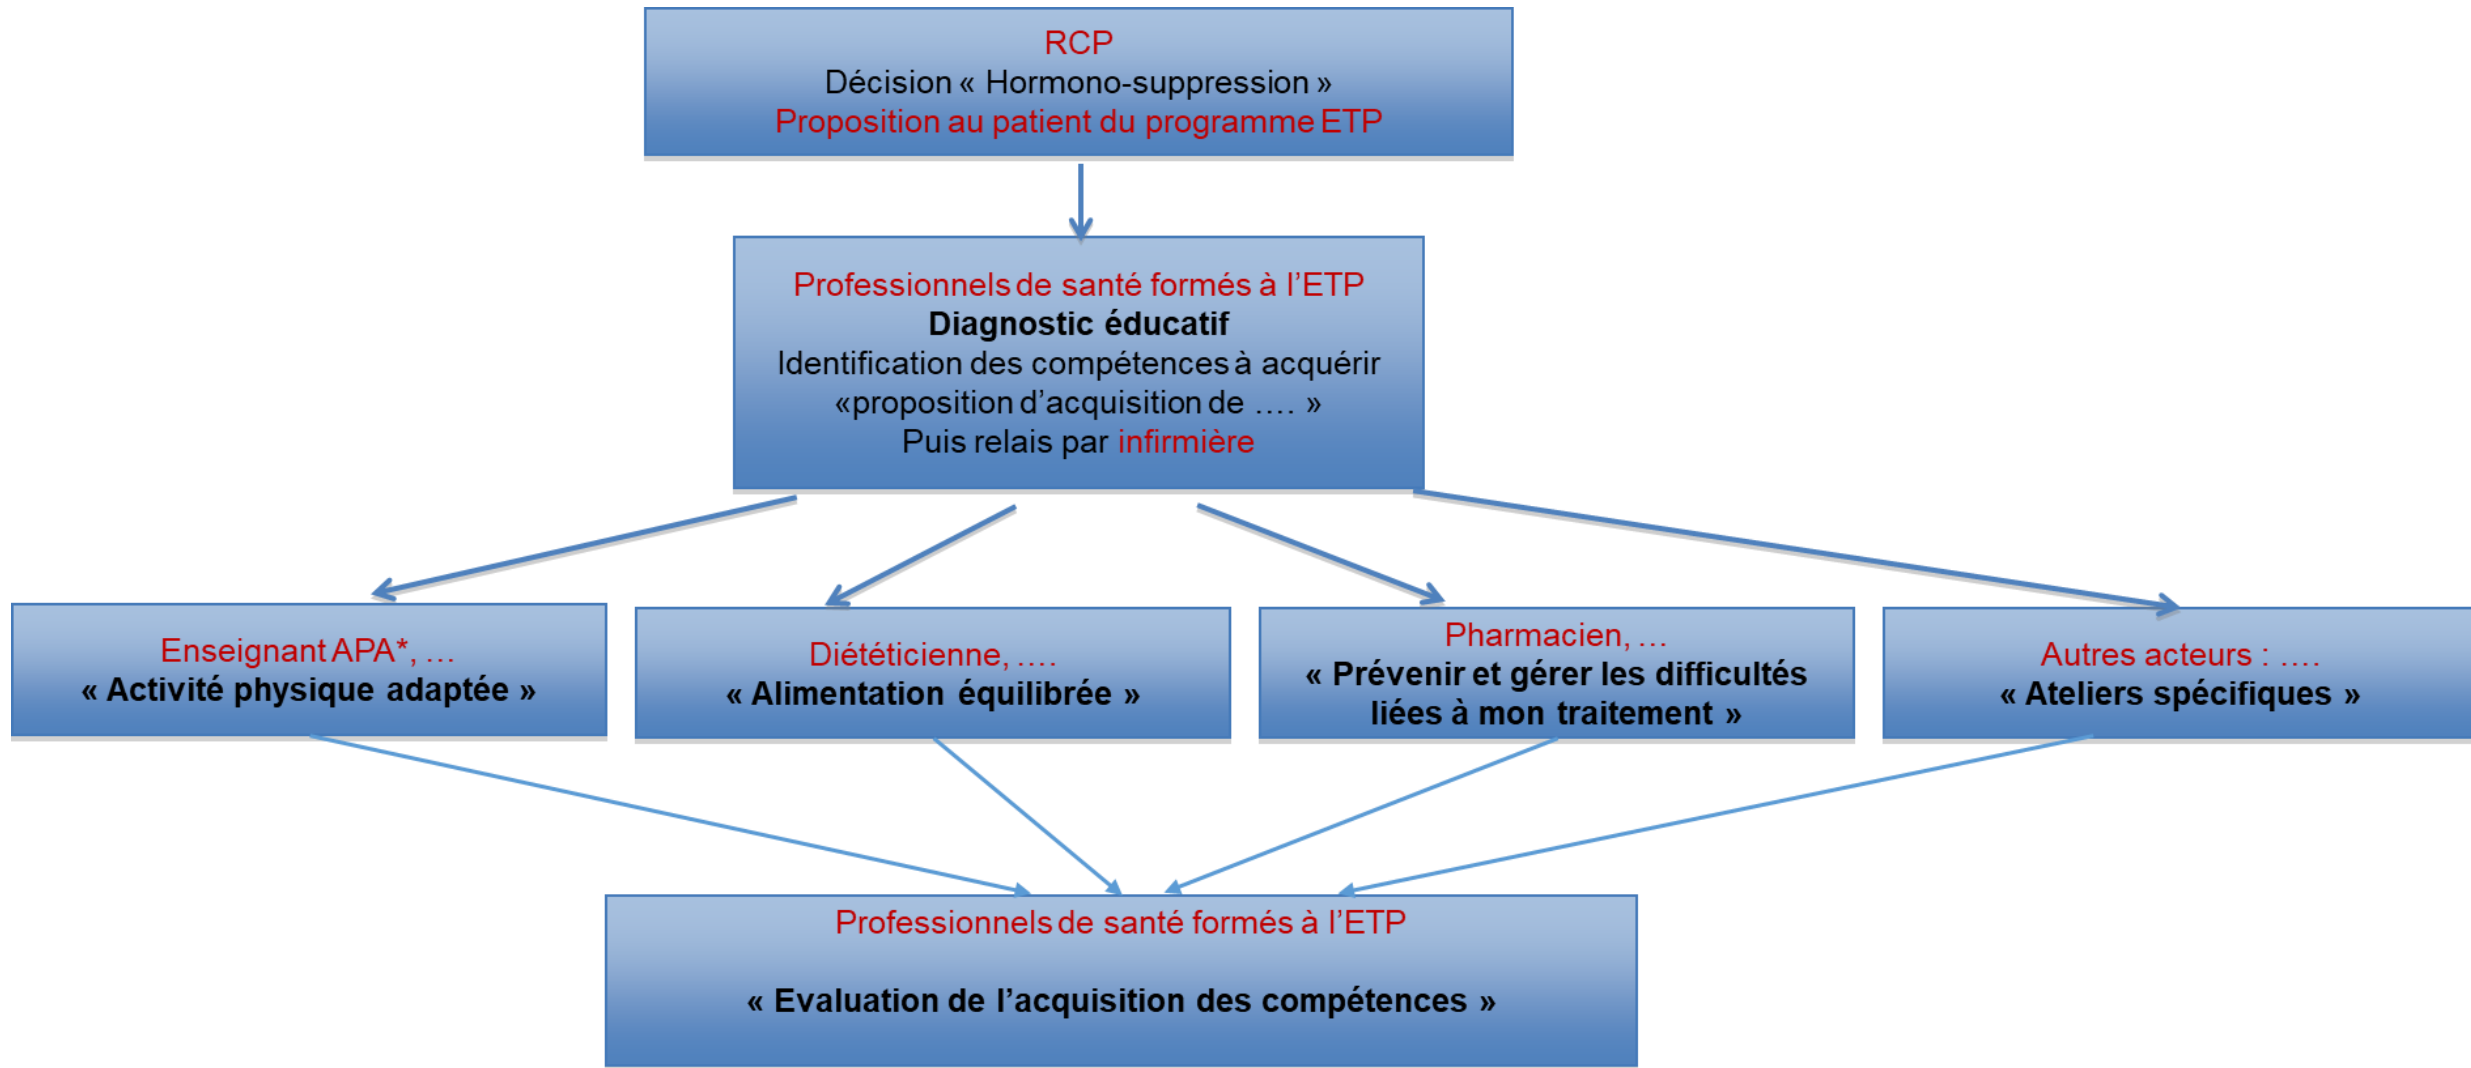 RCP
Décision « Hormono-suppression »
Proposition au patient du programme ETP
Professionnels de santé formés à l’ETP
Diagnostic éducatif
Identification des compétences à acquérir
«proposition d’acquisition de …. »
Puis relais par infirmière
Enseignant APA*, …
« Activité physique adaptée »
Diététicienne, ….
« Alimentation équilibrée »
Pharmacien, …
« Prévenir et gérer les difficultés
liées à mon traitement »
Autres acteurs : ….
« Ateliers spécifiques »
Professionnels de santé formés à l’ETP
« Evaluation de l’acquisition des compétences »